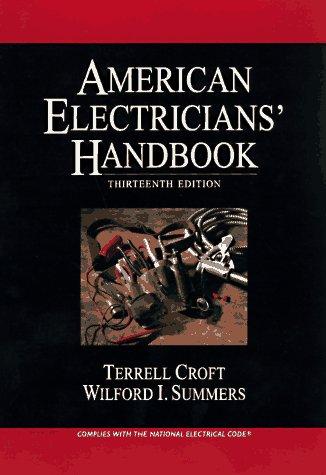 AMERICAN
ELECTRICIANS'
HANDBOOK
THIRTEENTH EDITION
TERRELL CROFT
WILFORD I. SUMMERS
COMPLIES WITH THE NATIONAL ELECTRICAL CODE®